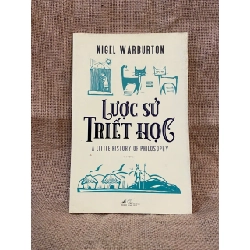 NIGEL WARBURTON
LƯỢC SỬ
TRIẾT HỌC
A LITTLE HISTORY OF PHILOSOPHY